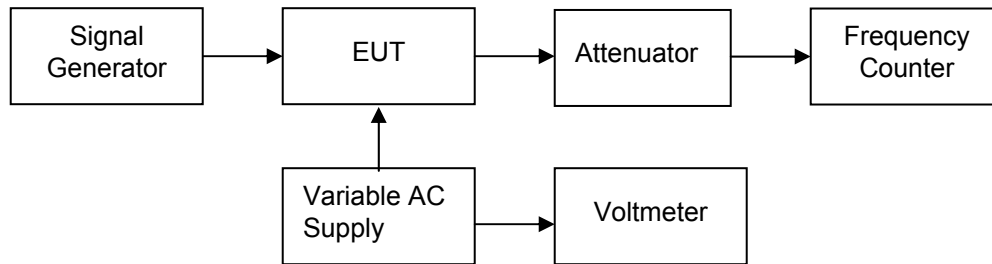 Signal
Generator
EUT
Attenuator
Frequency
Counter
Variable AC
Supply
Voltmeter